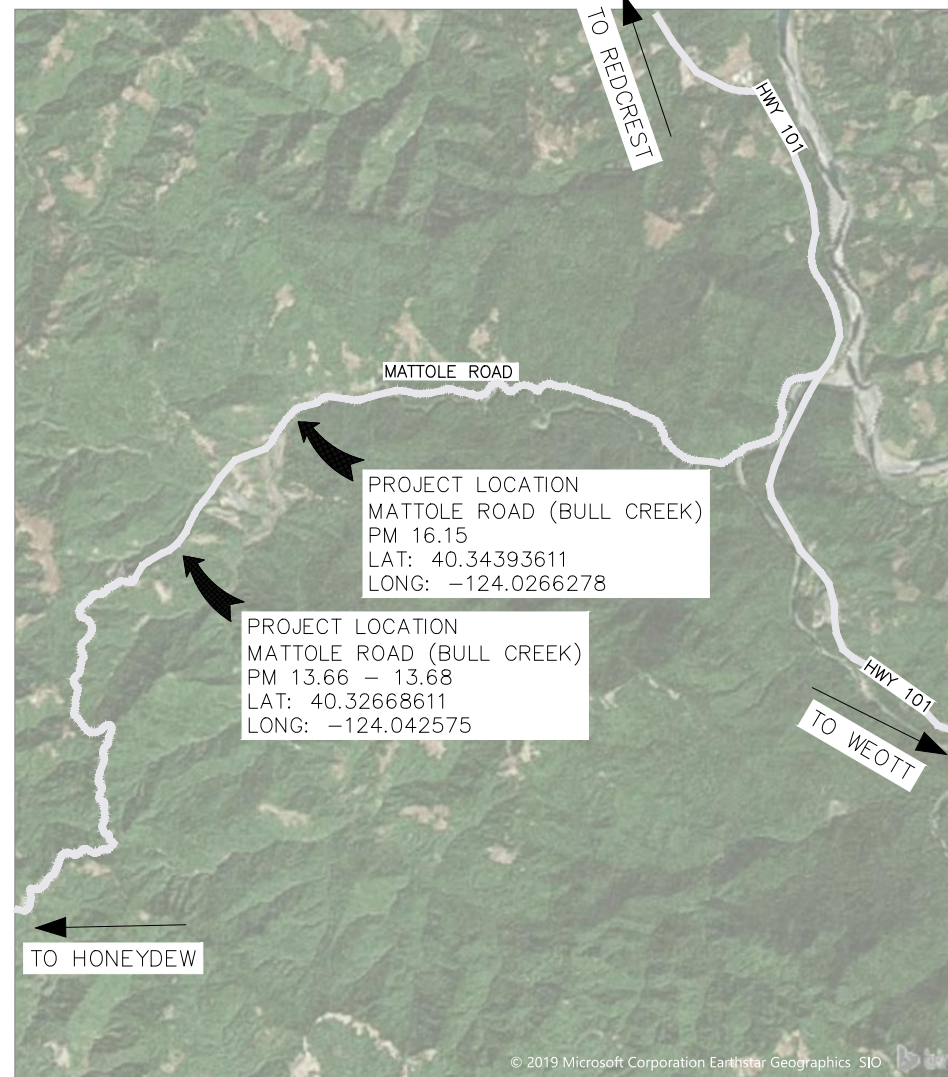 TO REDCREST
HWY 101
MATTOLE ROAD
PROJECT LOCATION
MATTOLE ROAD (BULL CREEK)
PM 16.15
LAT: 40.34393611
LONG: −124.0266278
PROJECT LOCATION
MATTOLE ROAD (BULL CREEK)
PM 13.66 − 13.68
LAT: 40.32668611
LONG: −124.042575
HWY 101
TO WEOTT
TO HONEYDEW
© 2019 Microsoft Corporation Earthstar Geographics SIO